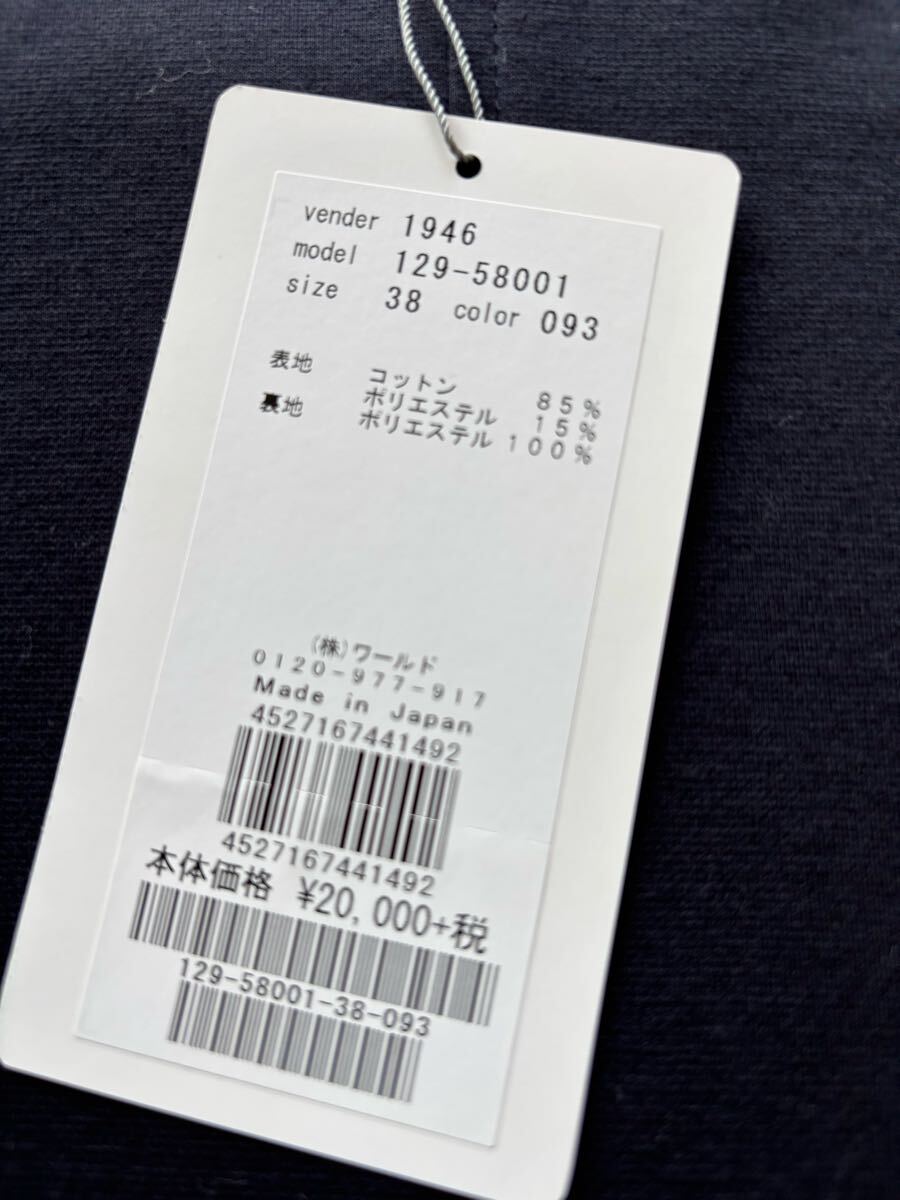 vender 1946
model 129-58001
size 38 color 093
表地 コットン 85%
ポリエステル 15%
裏地 ポリエステル 100%
(株)ワールド
0120-977-917
Made in Japan
4527167441492
4527167441492
本体価格 ¥20,000+税
129-58001-38-093